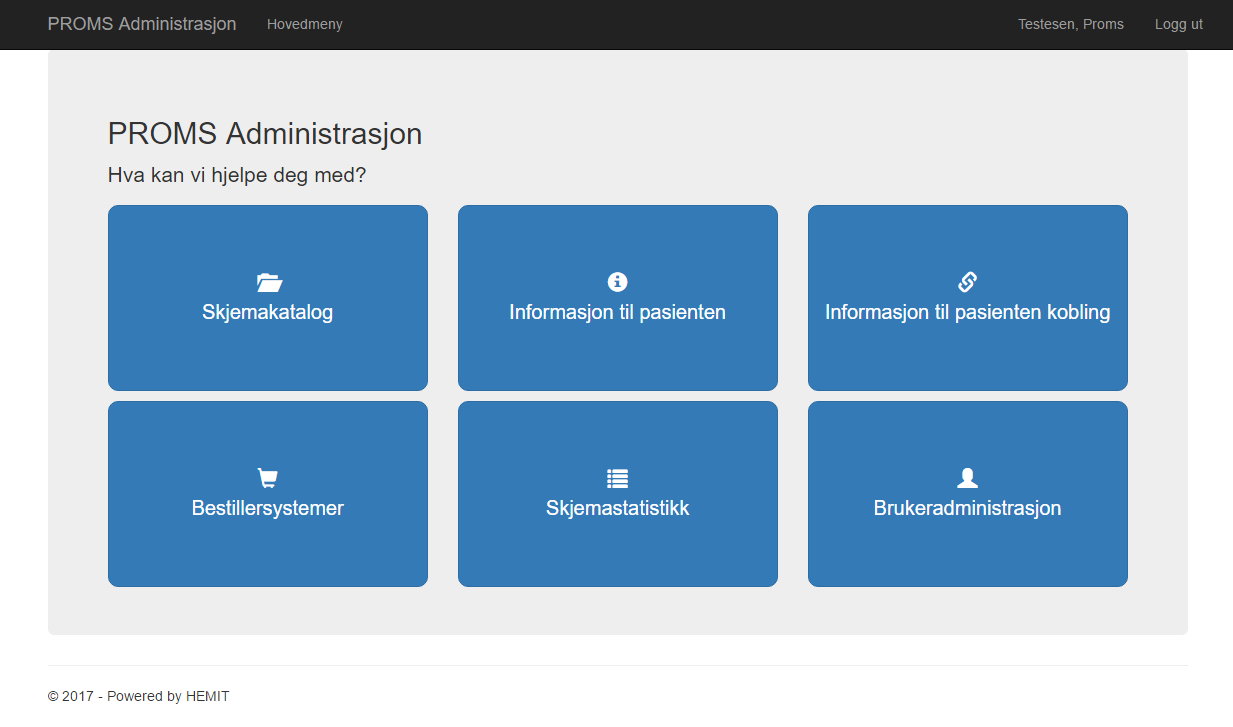 PROMS Administrasjon Hovedmeny Testesen, Proms Logg ut
PROMS Administrasjon
Hva kan vi hjelpe deg med?
Skjemakatalog
Informasjon til pasienten
Informasjon til pasienten kobling
Bestillersystemer
Skjemastatistikk
Brukeradministrasjon
© 2017 - Powered by HEMIT